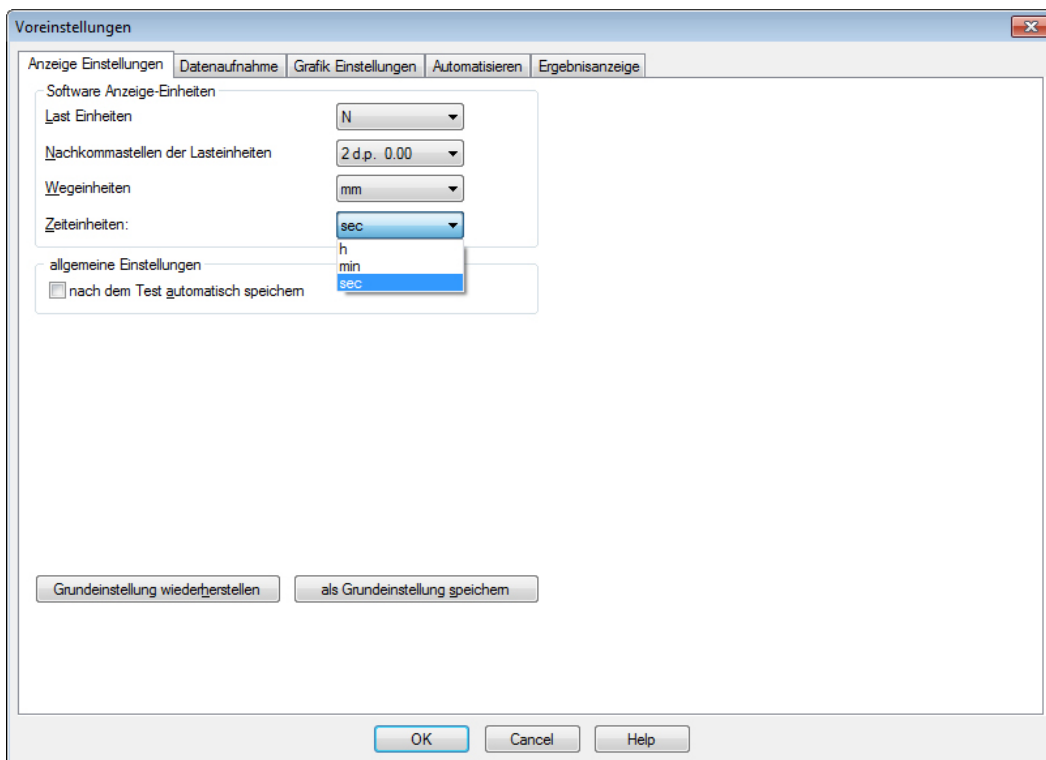 Voreinstellungen
Anzeige Einstellungen Datenaufnahme Grafik Einstellungen Automatisieren Ergebnisanzeige
Software Anzeige-Einheiten
Last Einheiten N
Nachkommastellen der Lasteinheiten 2 d.p. 0.00
Wegeinheiten mm
Zeiteinheiten: sec
h
min
sec
allgemeine Einstellungen
nach dem Test automatisch speichern
Grundeinstellung wiederherstellen als Grundeinstellung speichern
OK Cancel Help